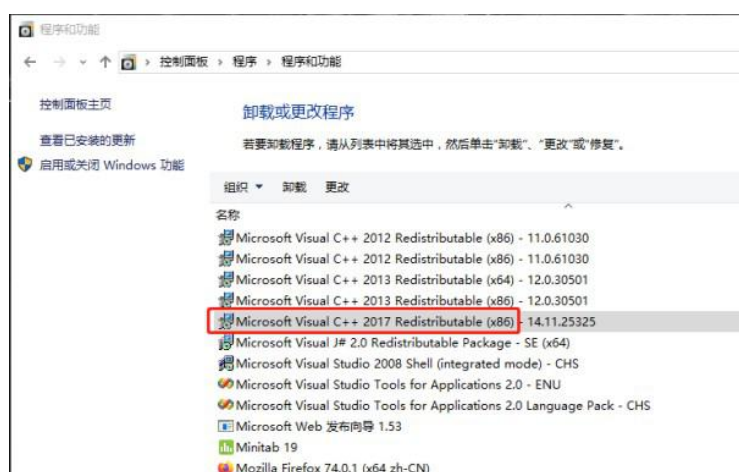 程序和功能
控制面板 › 程序 › 程序和功能
控制面板主页
卸载或更改程序
查看已安装的更新
若要卸载程序，请从列表中将其选中，然后单击"卸载"、"更改"或"修复"。
启用或关闭 Windows 功能
组织 卸载 更改
名称
Microsoft Visual C++ 2012 Redistributable (x86) - 11.0.61030
Microsoft Visual C++ 2012 Redistributable (x86) - 11.0.61030
Microsoft Visual C++ 2013 Redistributable (x64) - 12.0.30501
Microsoft Visual C++ 2013 Redistributable (x86) - 12.0.30501
Microsoft Visual C++ 2017 Redistributable (x86) - 14.11.25325
Microsoft Visual J# 2.0 Redistributable Package - SE (x64)
Microsoft Visual Studio 2008 Shell (integrated mode) - CHS
Microsoft Visual Studio Tools for Applications 2.0 - ENU
Microsoft Visual Studio Tools for Applications 2.0 Language Pack - CHS
Microsoft Web 发布向导 1.53
Minitab 19
Mozilla Firefox 74.0.1 (x64 zh-CN)